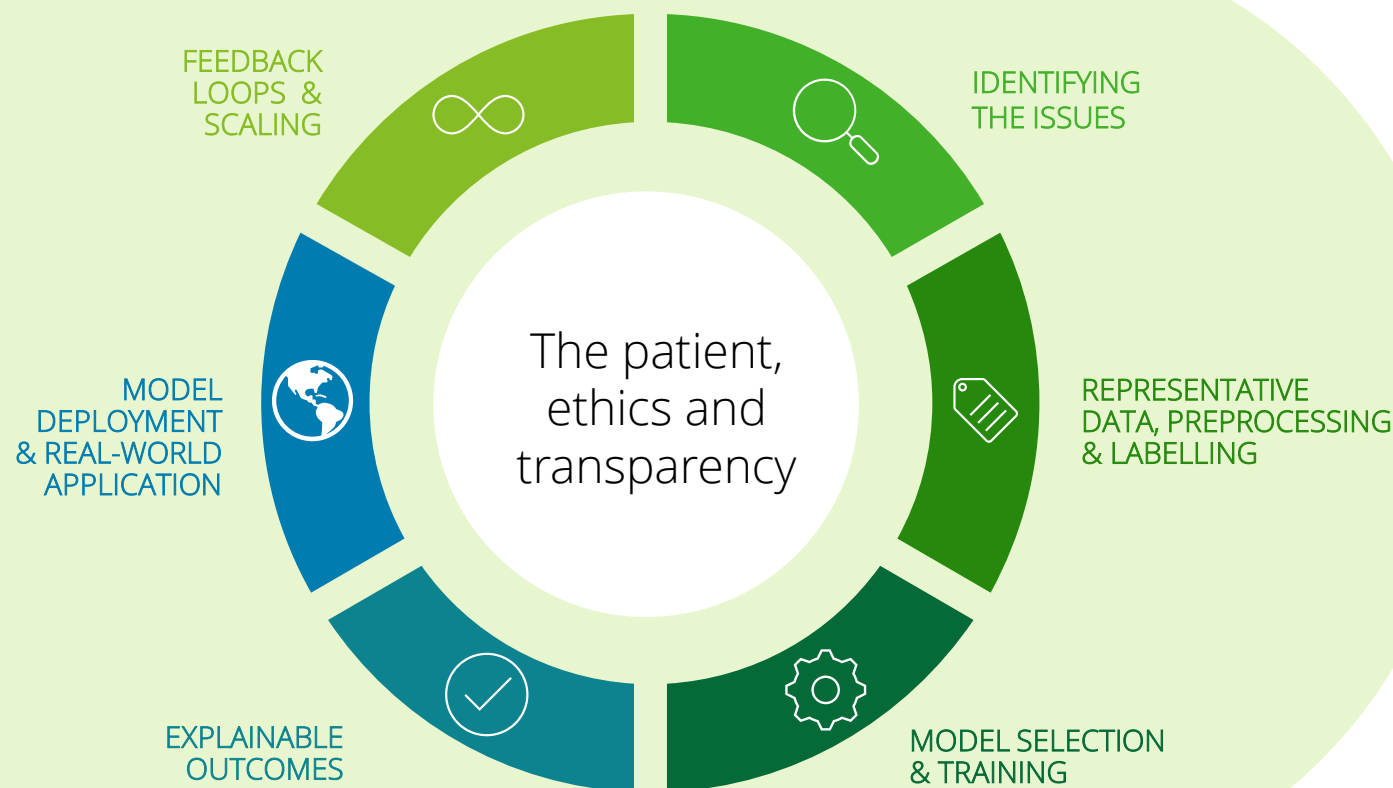 FEEDBACK
LOOPS &
SCALING
IDENTIFYING
THE ISSUES
The patient,
ethics and
transparency
MODEL
DEPLOYMENT
& REAL-WORLD
APPLICATION
REPRESENTATIVE
DATA, PREPROCESSING
& LABELLING
EXPLAINABLE
OUTCOMES
MODEL SELECTION
& TRAINING